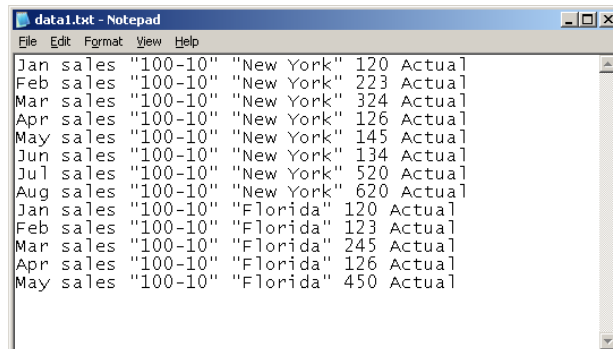 data1.txt - Notepad
File Edit Format View Help
Jan sales "100-10" "New York" 120 Actual
Feb sales "100-10" "New York" 223 Actual
Mar sales "100-10" "New York" 324 Actual
Apr sales "100-10" "New York" 126 Actual
May sales "100-10" "New York" 145 Actual
Jun sales "100-10" "New York" 134 Actual
Jul sales "100-10" "New York" 520 Actual
Aug sales "100-10" "New York" 620 Actual
Jan sales "100-10" "Florida" 120 Actual
Feb sales "100-10" "Florida" 123 Actual
Mar sales "100-10" "Florida" 245 Actual
Apr sales "100-10" "Florida" 126 Actual
May sales "100-10" "Florida" 450 Actual